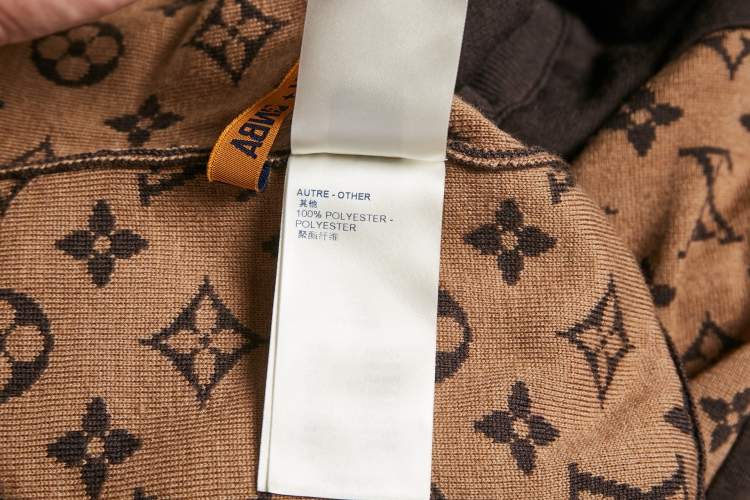 AUTRE - OTHER
其他
100% POLYESTER -
POLYESTER
聚酯纤维